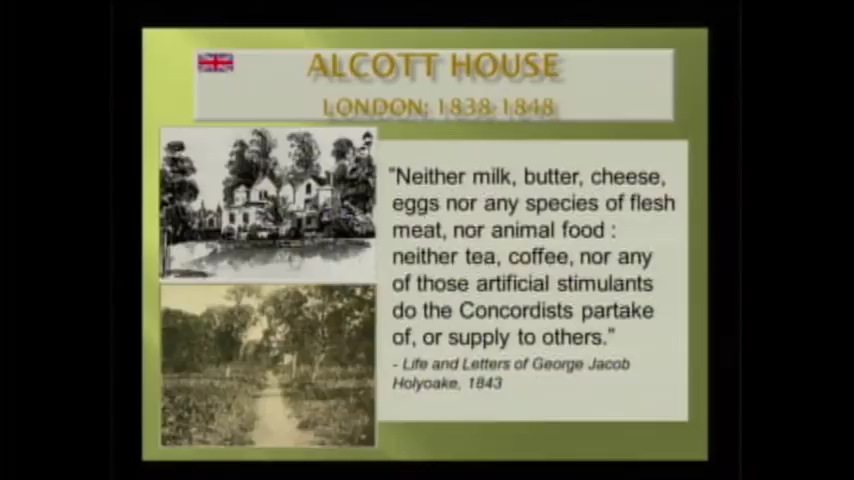 ALCOTT HOUSE
LONDON: 1838-1848
"Neither milk, butter, cheese,
eggs nor any species of flesh
meat, nor animal food :
neither tea, coffee, nor any
of those artificial stimulants
do the Concordists partake
of, or supply to others."
- Life and Letters of George Jacob
Holyoake, 1843